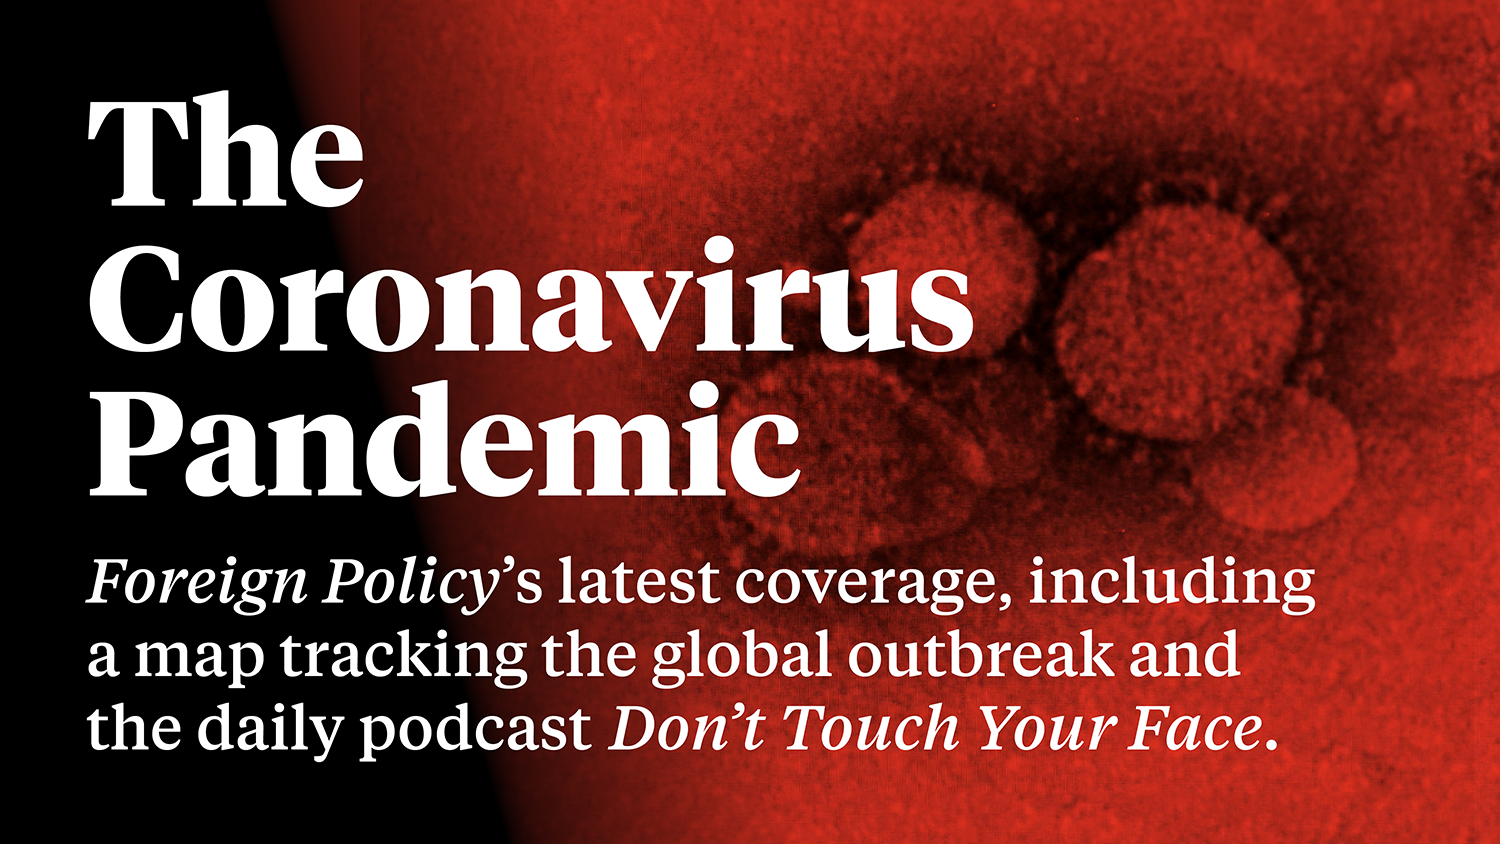 The
Coronavirus
Pandemic
Foreign Policy’s latest coverage, including
a map tracking the global outbreak and
the daily podcast Don’t Touch Your Face.